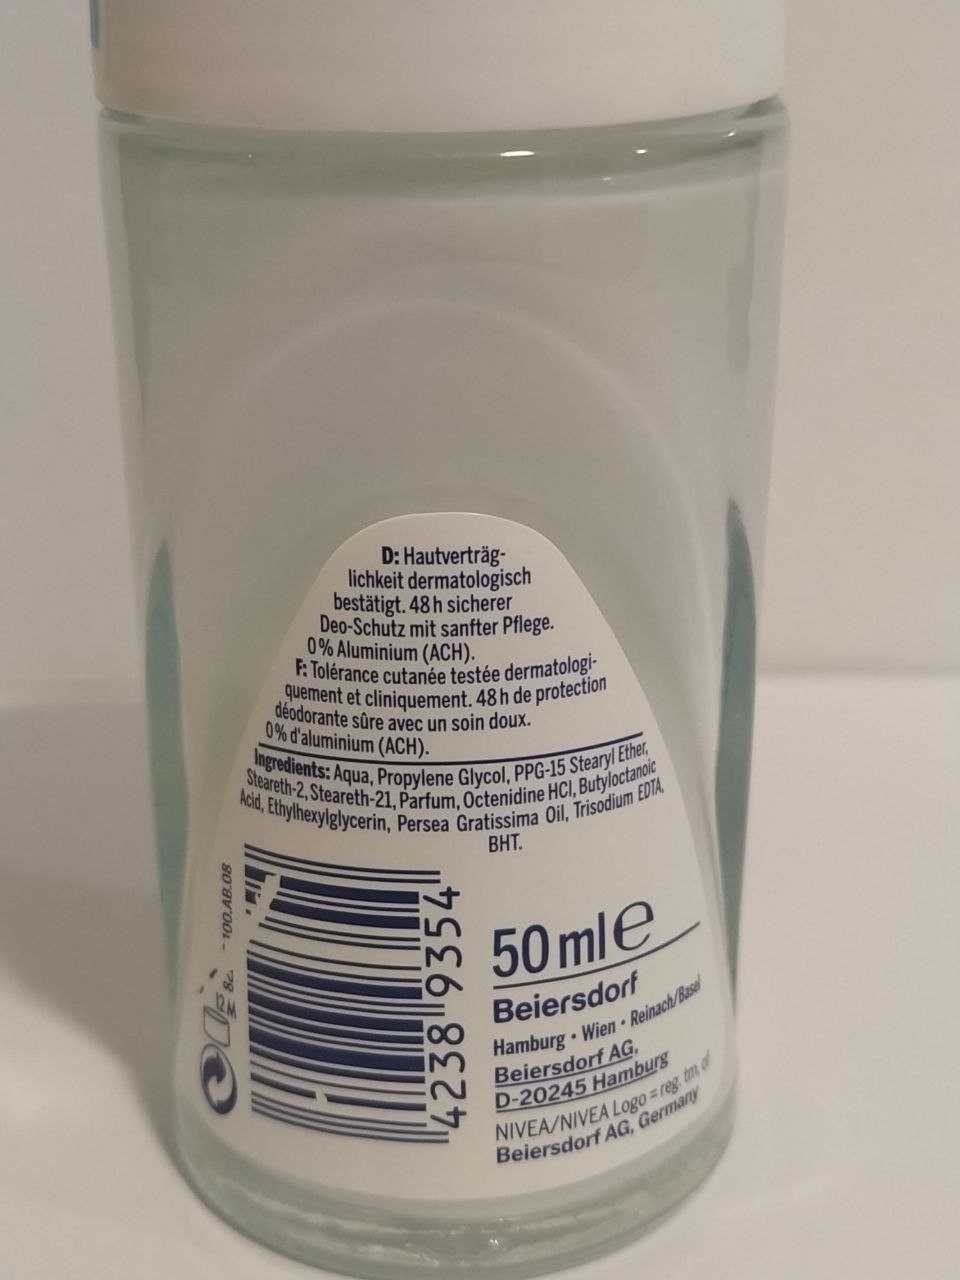 D: Hautverträg-
lichkeit dermatologisch
bestätigt. 48 h sicherer
Deo-Schutz mit sanfter Pflege.
0% Aluminium (ACH).
F: Tolérance cutanée testée dermatologi-
quement et cliniquement. 48 h de protection
déodorante sûre avec un soin doux.
0% d'aluminium (ACH).
Ingredients: Aqua, Propylene Glycol, PPG-15 Stearyl Ether,
Steareth-2, Steareth-21, Parfum, Octenidine HCl, Butyloctanoic
Acid, Ethylhexylglycerin, Persea Gratissima Oil, Trisodium EDTA,
BHT.
100.AB.08
12M
4238 9354
50 ml e
Beiersdorf
Hamburg • Wien • Reinach/Basel
Beiersdorf AG,
D-20245 Hamburg
NIVEA/NIVEA Logo = reg. tm. of
Beiersdorf AG, Germany